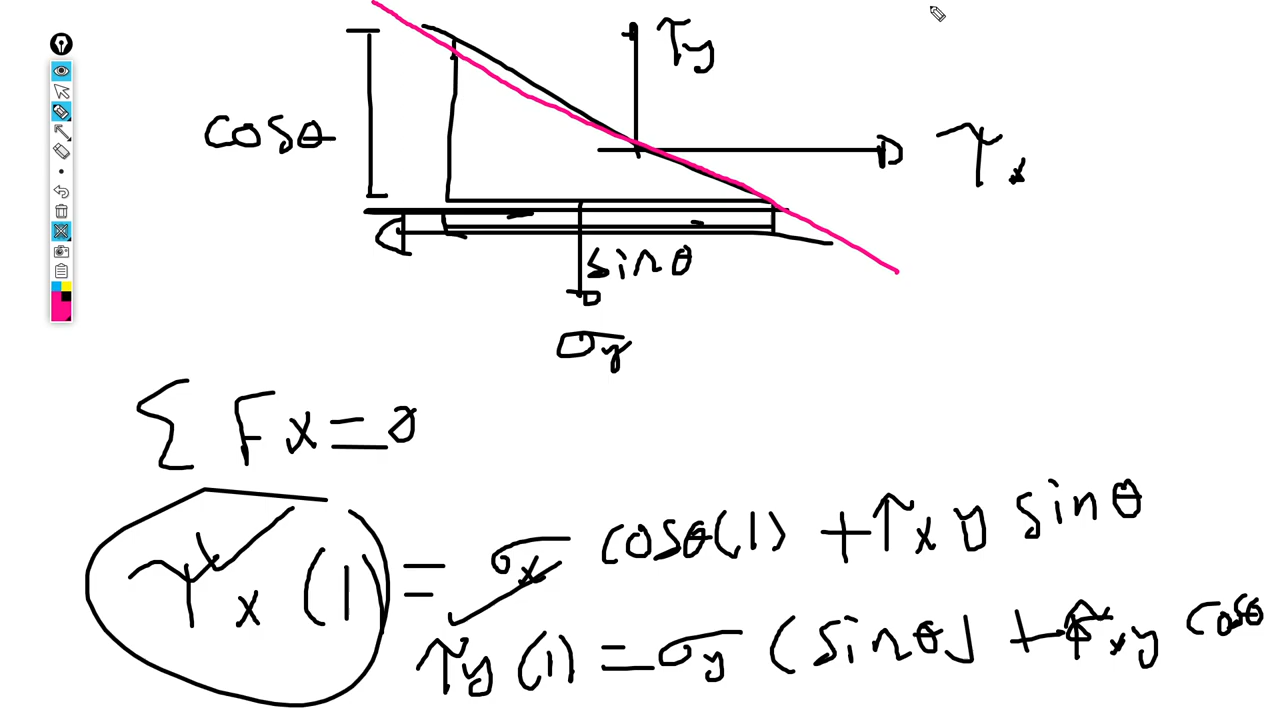 τy
cosθ
τx
sinθ
σy
ΣFx=0
τx(1) = σx cosθ(1) + τxy sinθ
τy(1) = σy (sinθ) + τxy cosθ